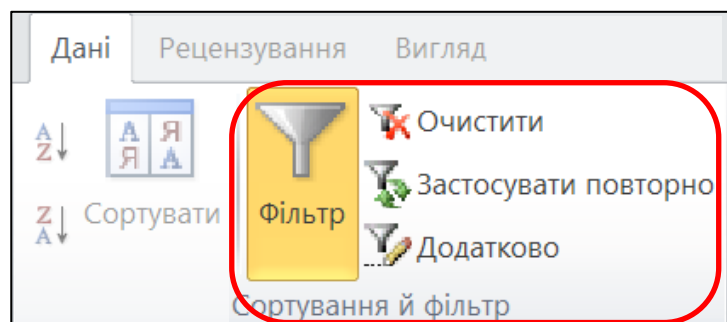 Дані Рецензування Вигляд
А Z
А Я
Я А
Z А
Сортувати
Фільтр
Очистити
Застосувати повторно
Додатково
Сортування й фільтр